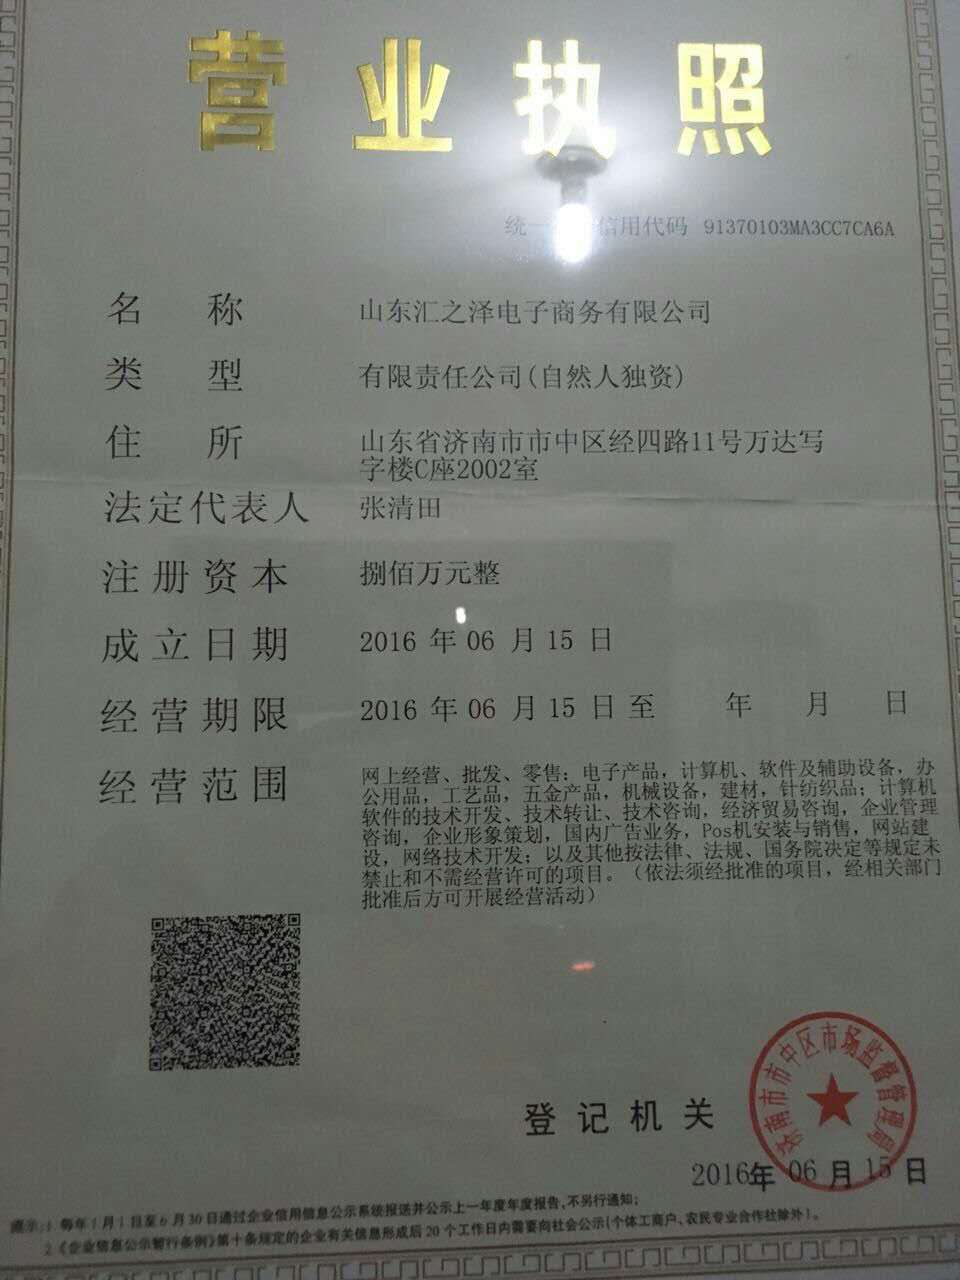 营业执照
统一 信用代码 91370103MA3CC7CA6A
名称 山东汇之泽电子商务有限公司
类型 有限责任公司(自然人独资)
住所 山东省济南市市中区经四路11号万达写
字楼C座2002室
法定代表人 张清田
注册资本 捌佰万元整
成立日期 2016 年 06 月 15 日
经营期限 2016 年 06 月 15 日 至 年 月 日
经营范围 网上经营、批发、零售：电子产品，计算机、软件及辅助设备，办
公用品，工艺品，五金产品，机械设备，建材，针纺织品；计算机
软件的技术开发、技术转让、技术咨询，经济贸易咨询，企业管理
咨询，企业形象策划，国内广告业务，Pos机安装与销售，网站建
设，网络技术开发；以及其他按法律、法规、国务院决定等规定未
禁止和不需经营许可的项目。（依法须经批准的项目，经相关部门
批准后方可开展经营活动）
济南市市中区市场监督管理局
登记机关
2016年 06 月 15 日
提示：1.每年1月1日至6月30日通过企业信用信息公示系统报送并公示上一年度年度报告，不另行通知；
2.《企业信息公示暂行条例》第十条规定的企业有关信息形成后20个工作日内需要向社会公示(个体工商户、农民专业合作社除外)。